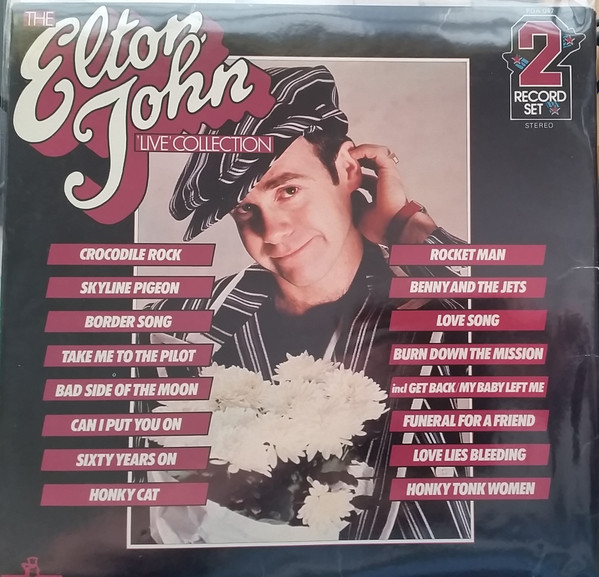 THE
Elton John
'LIVE' COLLECTION
2
RECORD
SET
STEREO
CROCODILE ROCK
SKYLINE PIGEON
BORDER SONG
TAKE ME TO THE PILOT
BAD SIDE OF THE MOON
CAN I PUT YOU ON
SIXTY YEARS ON
HONKY CAT
ROCKET MAN
BENNY AND THE JETS
LOVE SONG
BURN DOWN THE MISSION
incl GET BACK/MY BABY LEFT ME
FUNERAL FOR A FRIEND
LOVE LIES BLEEDING
HONKY TONK WOMEN